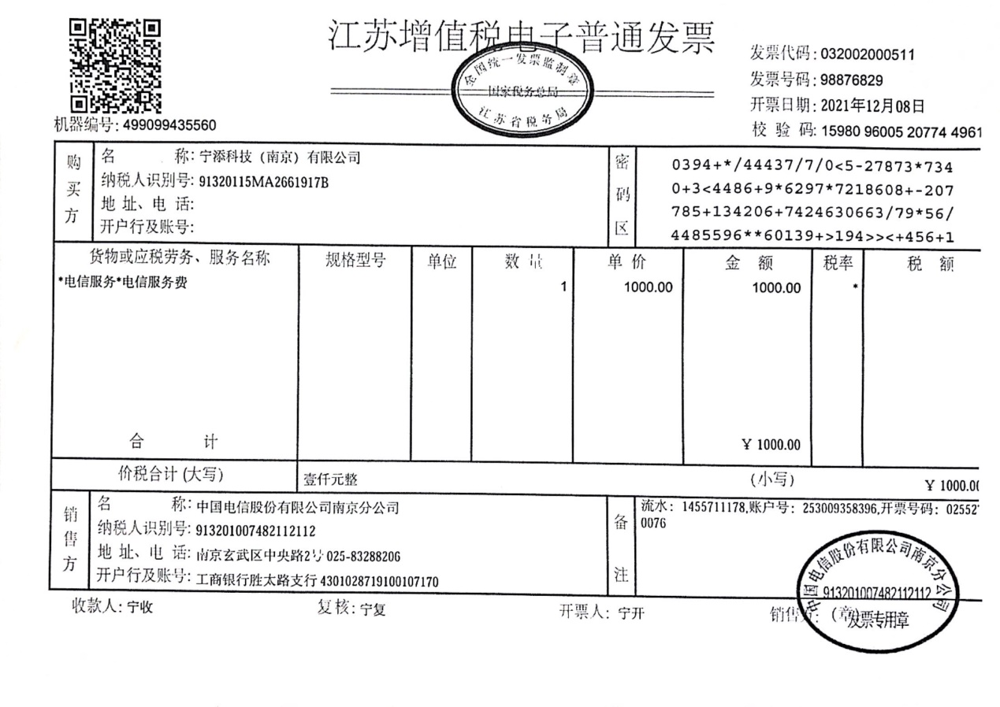 江苏增值税电子普通发票
全国统一发票监制章
国家税务总局
江苏省税务局
发票代码: 032002000511
发票号码: 98876829
开票日期: 2021年12月08日
校 验 码: 15980 96005 20774 4961
机器编号: 499099435560
购买方
名 称: 宁添科技（南京）有限公司
纳税人识别号: 91320115MA2661917B
地 址、电 话:
开户行及账号:
密码区
0394+*/44437/7/0<5-27873*734
0+3<4486+9*6297*7218608+-207
785+134206+7424630663/79*56/
4485596**60139+>194>><+456+1
货物或应税劳务、服务名称 规格型号 单位 数 量 单 价 金 额 税率 税 额
*电信服务*电信服务费 1 1000.00 1000.00 *
合 计 ¥ 1000.00
价税合计 (大写) 壹仟元整 (小写) ¥ 1000.00
销售方
名 称: 中国电信股份有限公司南京分公司
纳税人识别号: 913201007482112112
地 址、电 话: 南京玄武区中央路2号 025-83288206
开户行及账号: 工商银行胜太路支行 4301028719100107170
备注
流水: 1455711178,账户号: 253009358396,开票号码: 02552
0076
中国电信股份有限公司南京分公司
913201007482112112
发票专用章
收款人: 宁收 复核: 宁复 开票人: 宁开 销售方: (章)